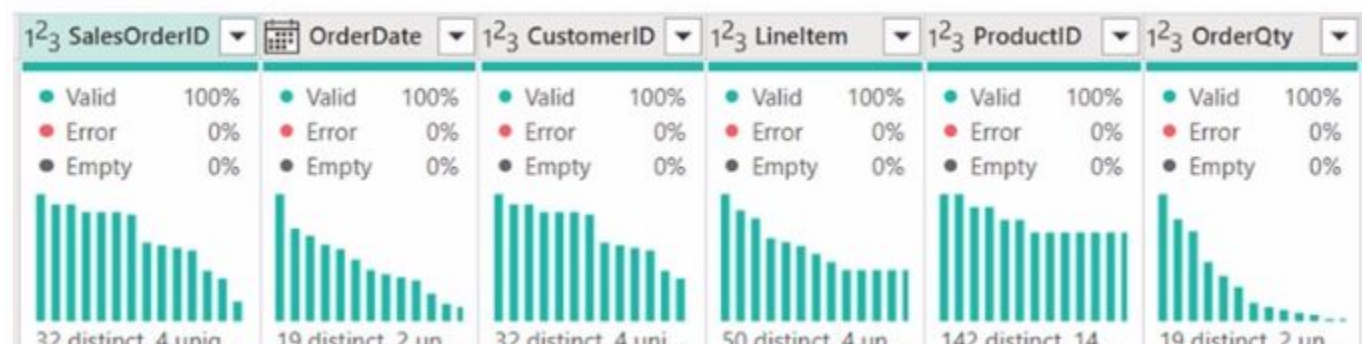 1²3 SalesOrderID OrderDate 1²3 CustomerID 1²3 LineItem 1²3 ProductID 1²3 OrderQty
Valid 100% Valid 100% Valid 100% Valid 100% Valid 100% Valid 100%
Error 0% Error 0% Error 0% Error 0% Error 0% Error 0%
Empty 0% Empty 0% Empty 0% Empty 0% Empty 0% Empty 0%
32 distinct, 4 uniq... 19 distinct, 2 un... 32 distinct, 4 uni... 50 distinct, 4 un... 142 distinct, 14... 19 distinct, 2 un...